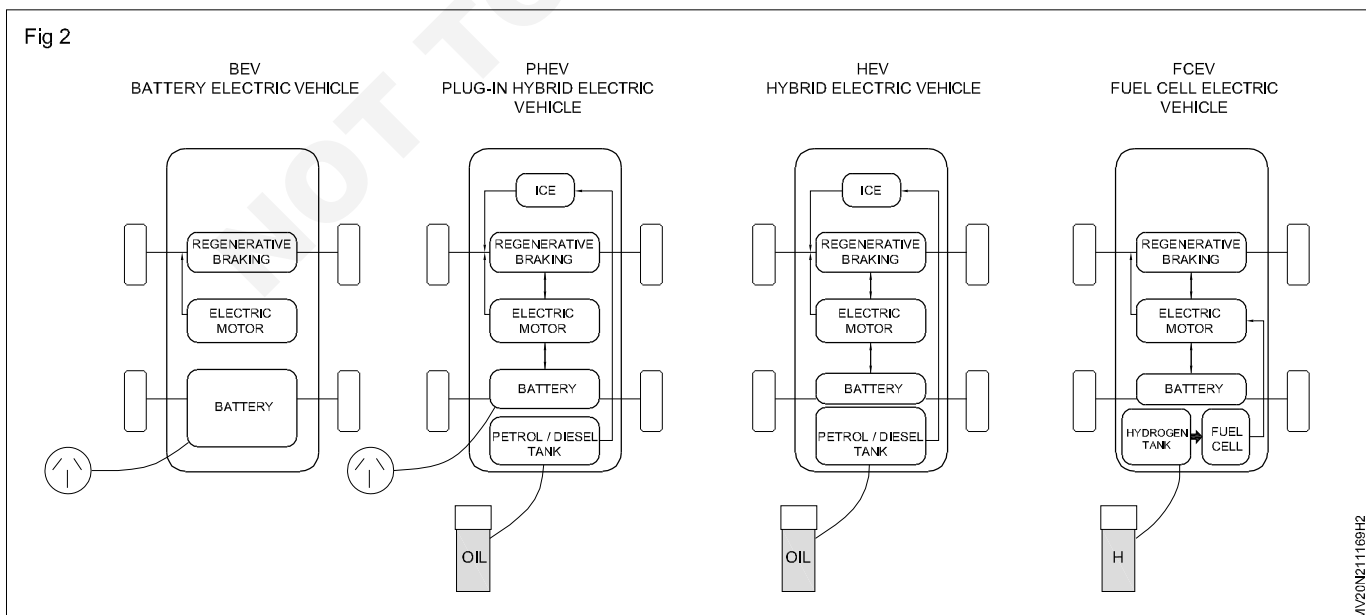 Fig 2
BEV
BATTERY ELECTRIC VEHICLE
REGENERATIVE
BRAKING
ELECTRIC
MOTOR
BATTERY
PHEV
PLUG-IN HYBRID ELECTRIC
VEHICLE
ICE
REGENERATIVE
BRAKING
ELECTRIC
MOTOR
BATTERY
PETROL / DIESEL
TANK
OIL
HEV
HYBRID ELECTRIC VEHICLE
ICE
REGENERATIVE
BRAKING
ELECTRIC
MOTOR
BATTERY
PETROL / DIESEL
TANK
OIL
FCEV
FUEL CELL ELECTRIC
VEHICLE
REGENERATIVE
BRAKING
ELECTRIC
MOTOR
BATTERY
HYDROGEN
TANK
FUEL
CELL
H
NOT TO